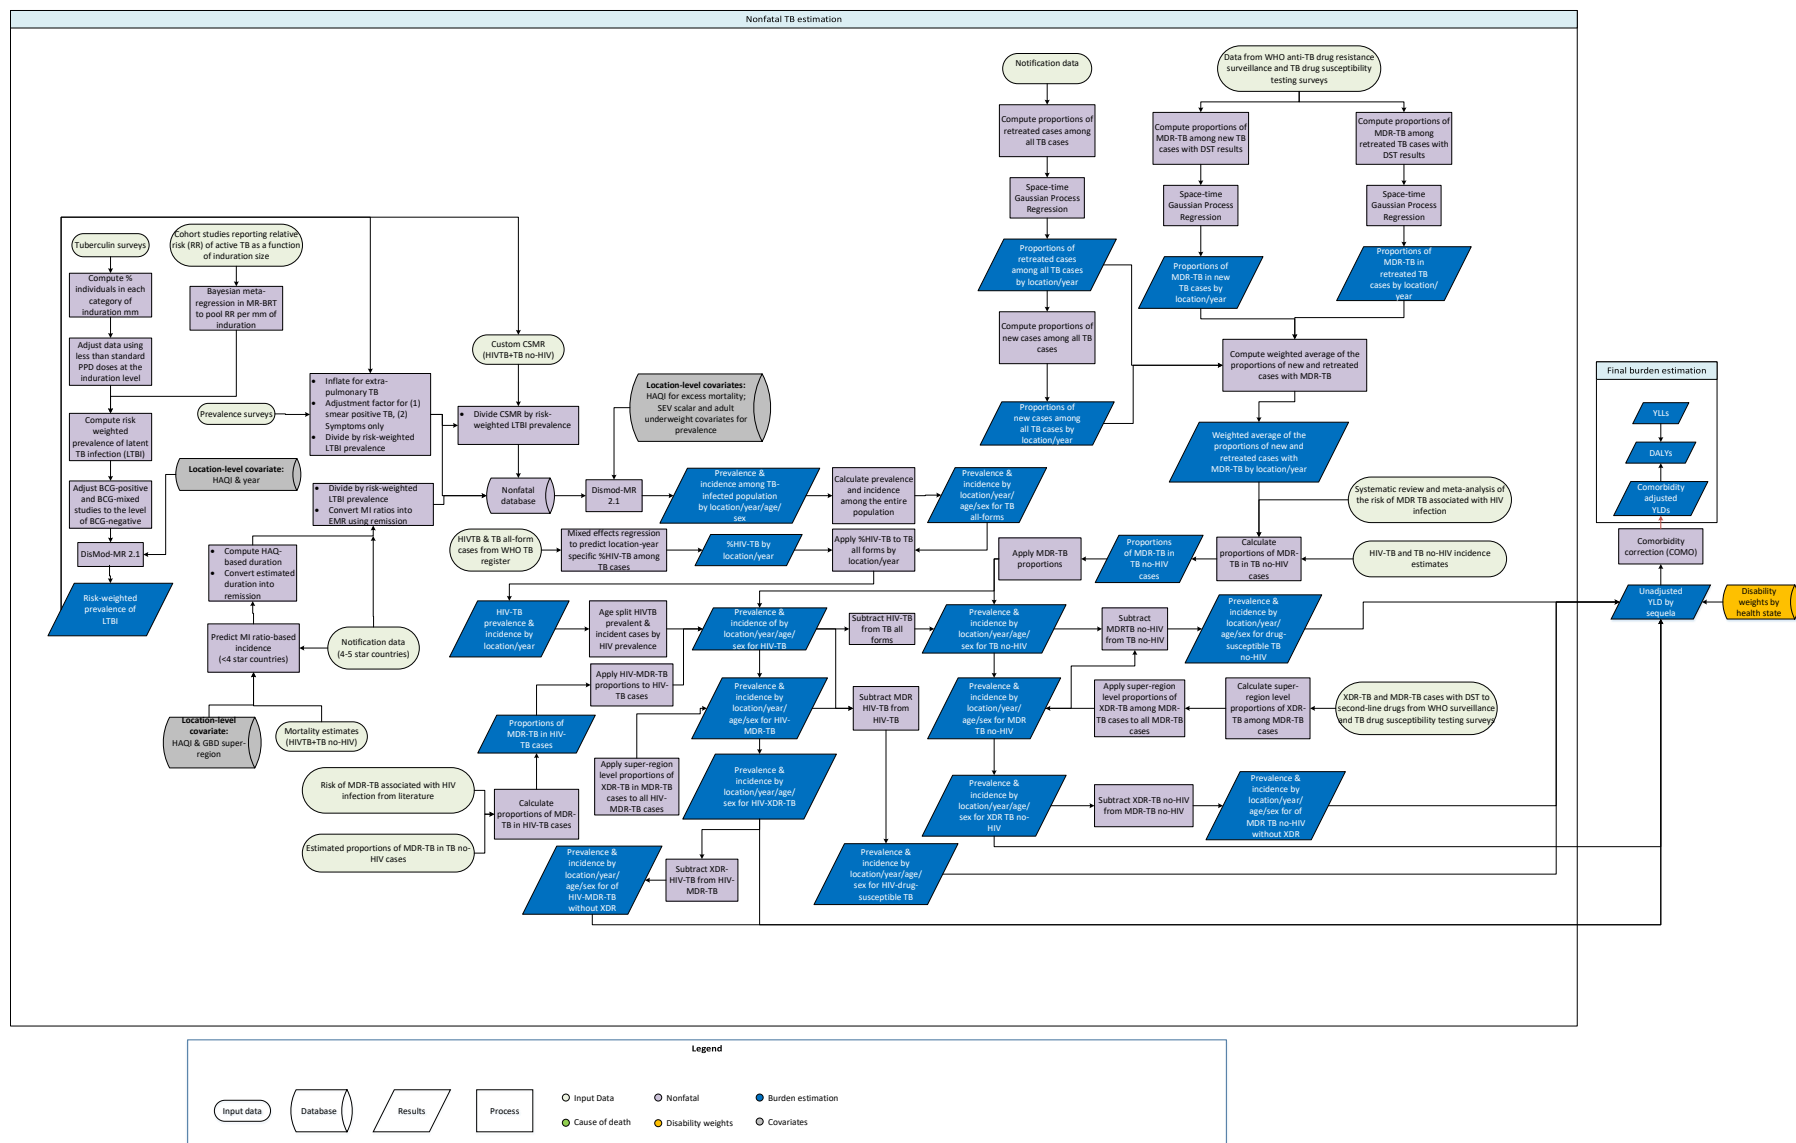 Nonfatal TB estimation
Notification data
Data from WHO anti-TB drug resistance
surveillance and TB drug susceptibility
testing surveys
Compute proportions of
retreated cases among
all TB cases
Compute proportions of
MDR-TB among new TB
cases with DST results
Compute proportions of
MDR-TB among
retreated TB cases with
DST results
Space-time
Gaussian Process
Regression
Space-time
Gaussian Process
Regression
Space-time
Gaussian Process
Regression
Proportions of
retreated cases
among all TB cases
by location/year
Proportions of
MDR-TB in new
TB cases by
location/year
Proportions of
MDR-TB in
retreated TB
cases by location/
year
Tuberculin surveys
Cohort studies reporting relative
risk (RR) of active TB as a function
of induration size
Compute %
individuals in each
category of
induration mm
Bayesian meta-
regression in MR-BRT
to pool RR per mm of
induration
Adjust data using
less than standard
PPD doses at the
induration level
Custom CSMR
(HIVTB+TB no-HIV)
Compute proportions of
new cases among all TB
cases
Compute weighted average of the
proportions of new and retreated
cases with MDR-TB
Final burden estimation
Prevalence surveys
• Inflate for extra-
pulmonary TB
• Adjustment factor for (1)
smear positive TB, (2)
Symptoms only
• Divide by risk-weighted
LTBI prevalence
• Divide CSMR by risk-
weighted LTBI prevalence
Location-level covariates:
HAQI for excess mortality;
SEV scalar and adult
underweight covariates for
prevalence
Proportions of
new cases among
all TB cases by
location/year
YLLs
DALYs
Comorbidity
adjusted
YLDs
Compute risk
weighted
prevalence of latent
TB infection (LTBI)
Weighted average of the
proportions of new and
retreated cases with
MDR-TB by location/year
Location-level covariate:
HAQI & year
Adjust BCG-positive
and BCG-mixed
studies to the level
of BCG-negative
• Divide by risk-weighted
LTBI prevalence
• Convert MI ratios into
EMR using remission
Nonfatal
database
Dismod-MR
2.1
Prevalence &
incidence among TB-
infected population
by location/year/age/
sex
Calculate prevalence
and incidence
among the entire
population
Prevalence &
incidence by
location/year/
age/sex for TB
all-forms
Systematic review and meta-analysis of
the risk of MDR TB associated with HIV
infection
DisMod-MR 2.1
• Compute HAQ-
based duration
• Convert estimated
duration into
remission
HIVTB & TB all-form
cases from WHO TB
register
Mixed effects regression
to predict location-year
specific %HIV-TB among
TB cases
%HIV-TB by
location/year
Apply %HIV-TB to TB
all forms by
location/year
Apply MDR-TB
proportions
Proportions
of MDR-TB in
TB no-HIV
cases
Calculate
proportions of MDR-
TB in TB no-HIV
cases
HIV-TB and TB no-HIV incidence
estimates
Comorbidity
correction (COMO)
Risk-weighted
prevalence of
LTBI
HIV-TB
prevalence &
incidence by
location/year
Age split HIVTB
prevalent &
incident cases by
HIV prevalence
Prevalence &
incidence of by
location/year/age/
sex for HIV-TB
Subtract HIV-TB
from TB all
forms
Prevalence &
incidence by
location/year/age/
sex for TB no-HIV
Subtract
MDRTB no-HIV
from TB no-HIV
Prevalence &
incidence by
location/year/
age/sex for drug-
susceptible TB
no-HIV
Unadjusted
YLD by
sequela
Disability
weights by
health state
Predict MI ratio-based
incidence
(<4 star countries)
Notification data
(4-5 star countries)
Apply HIV-MDR-TB
proportions to HIV-
TB cases
Prevalence &
incidence by
location/year/
age/sex for HIV-
MDR-TB
Subtract MDR
HIV-TB from
HIV-TB
Prevalence &
incidence by
location/year/
age/sex for MDR
TB no-HIV
Apply super-region
level proportions of
XDR-TB among MDR-
TB cases to all MDR-TB
cases
Calculate super-
region level
proportions of XDR-
TB among MDR-TB
cases
XDR-TB and MDR-TB cases with DST to
second-line drugs from WHO surveillance
and TB drug susceptibility testing surveys
Location-level
covariate:
HAQI & GBD super-
region
Mortality estimates
(HIVTB+TB no-HIV)
Proportions of
MDR-TB in HIV-
TB cases
Risk of MDR-TB associated with HIV
infection from literature
Calculate
proportions of MDR-
TB in HIV-TB cases
Apply super-region
level proportions of
XDR-TB in MDR-TB
cases to all HIV-
MDR-TB cases
Prevalence &
incidence by
location/year/age/
sex for HIV-XDR-TB
Prevalence &
incidence by
location/year/age/
sex for XDR TB no-
HIV
Subtract XDR-TB no-HIV
from MDR-TB no-HIV
Prevalence &
incidence by
location/year/
age/sex for of
MDR TB no-HIV
without XDR
Estimated proportions of MDR-TB in TB no-
HIV cases
Prevalence &
incidence by
location/year/
age/sex for of
HIV-MDR-TB
without XDR
Subtract XDR-
HIV-TB from HIV-
MDR-TB
Prevalence &
incidence by
location/year/age/
sex for HIV-drug-
susceptible TB
Legend
Input data
Database
Results
Process
Input Data
Nonfatal
Burden estimation
Cause of death
Disability weights
Covariates